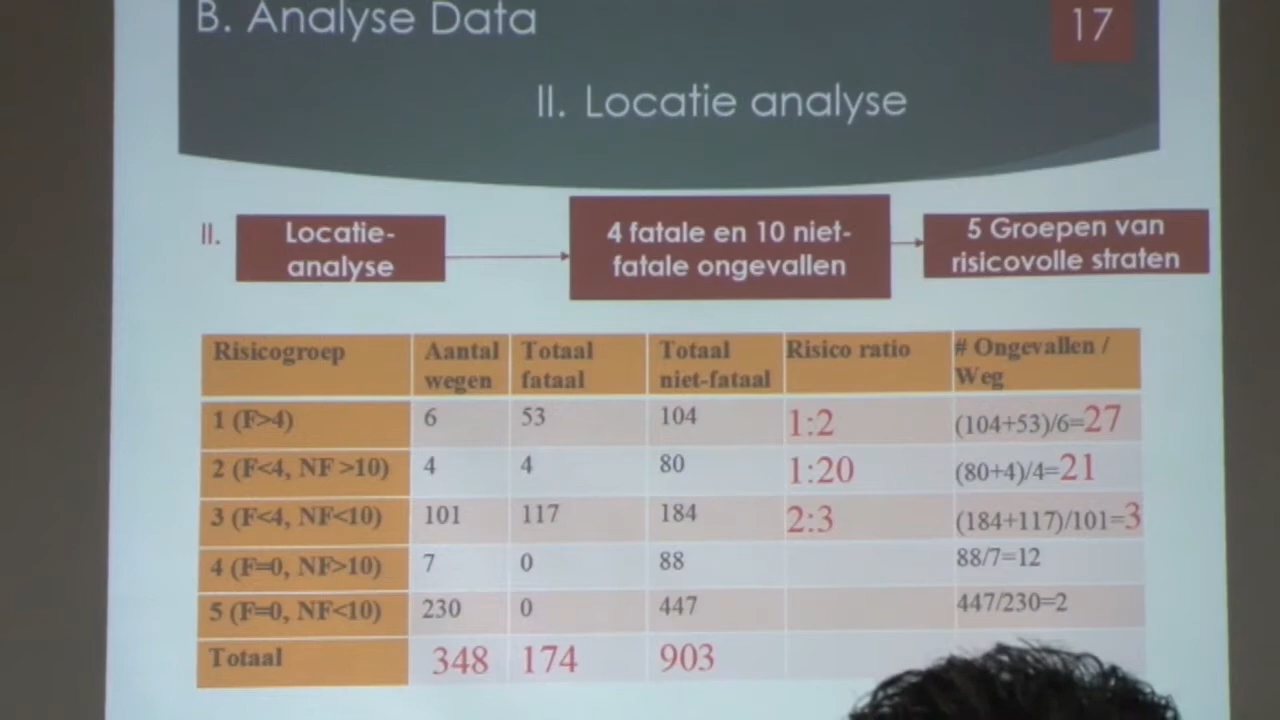 B. Analyse Data
17
II. Locatie analyse
II.
Locatie-
analyse
4 fatale en 10 niet-
fatale ongevallen
5 Groepen van
risicovolle straten
Risicogroep Aantal wegen Totaal fataal Totaal niet-fataal Risico ratio # Ongevallen / Weg
1 (F>4) 6 53 104 1:2 (104+53)/6=27
2 (F<4, NF >10) 4 4 80 1:20 (80+4)/4=21
3 (F<4, NF<10) 101 117 184 2:3 (184+117)/101=3
4 (F=0, NF>10) 7 0 88 88/7=12
5 (F=0, NF<10) 230 0 447 447/230=2
Totaal 348 174 903